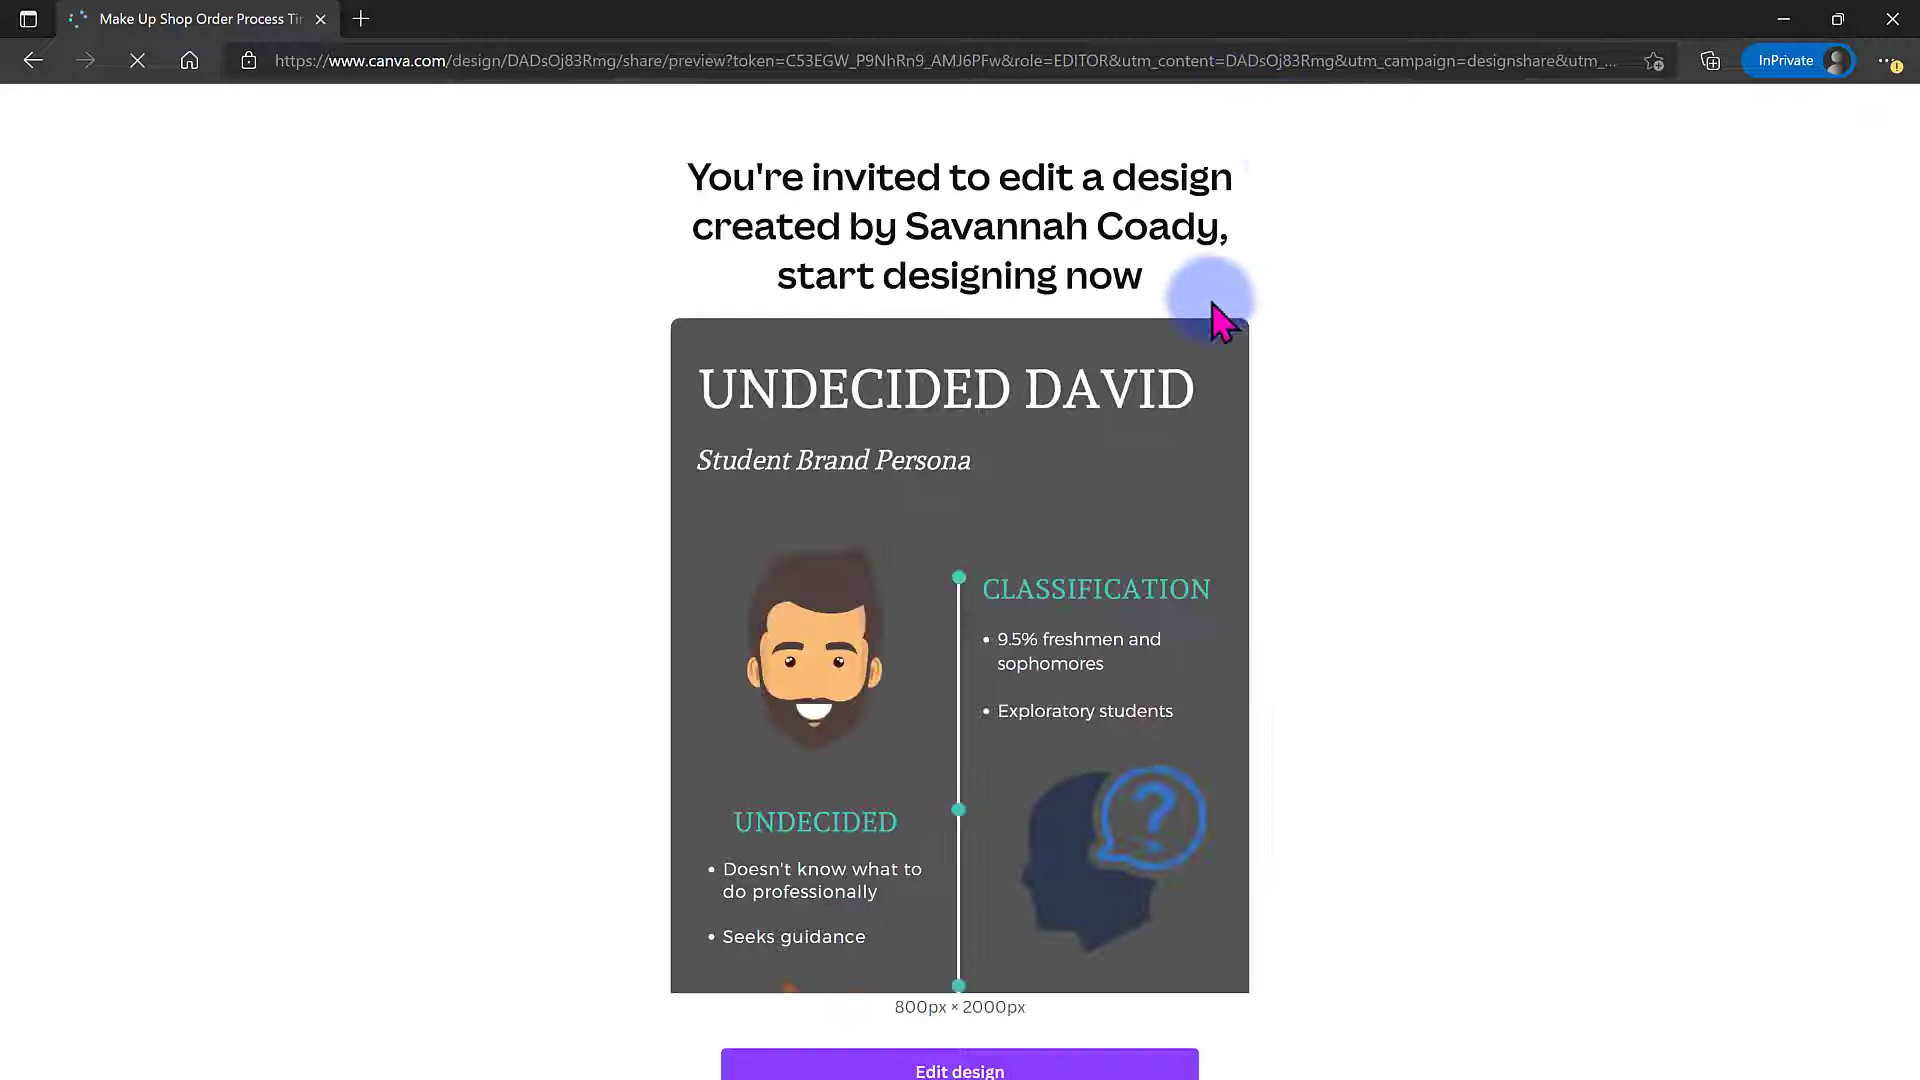 Make Up Shop Order Process Tir
https://www.canva.com/design/DADsOj83Rmg/share/preview?token=C53EGW_P9NhRn9_AMJ6PFw&role=EDITOR&utm_content=DADsOj83Rmg&utm_campaign=designshare&utm_...
InPrivate
You're invited to edit a design
created by Savannah Coady,
start designing now
UNDECIDED DAVID
Student Brand Persona
CLASSIFICATION
• 9.5% freshmen and
sophomores
• Exploratory students
?
UNDECIDED
• Doesn't know what to
do professionally
• Seeks guidance
800px × 2000px
Edit design